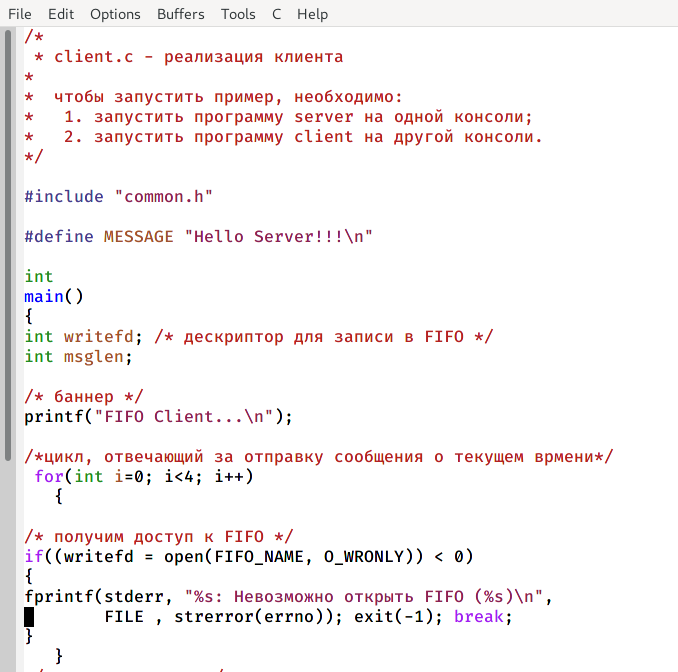 File Edit Options Buffers Tools C Help
/*
 * client.c - реализация клиента
*
*  чтобы запустить пример, необходимо:
*   1. запустить программу server на одной консоли;
*   2. запустить программу client на другой консоли.
*/
#include "common.h"
#define MESSAGE "Hello Server!!!\n"
int
main()
{
int writefd; /* дескриптор для записи в FIFO */
int msglen;
/* баннер */
printf("FIFO Client...\n");
/*цикл, отвечающий за отправку сообщения о текущем врмени*/
 for(int i=0; i<4; i++)
   {
/* получим доступ к FIFO */
if((writefd = open(FIFO_NAME, O_WRONLY)) < 0)
{
fprintf(stderr, "%s: Невозможно открыть FIFO (%s)\n",
        FILE , strerror(errno)); exit(-1); break;
}
   }